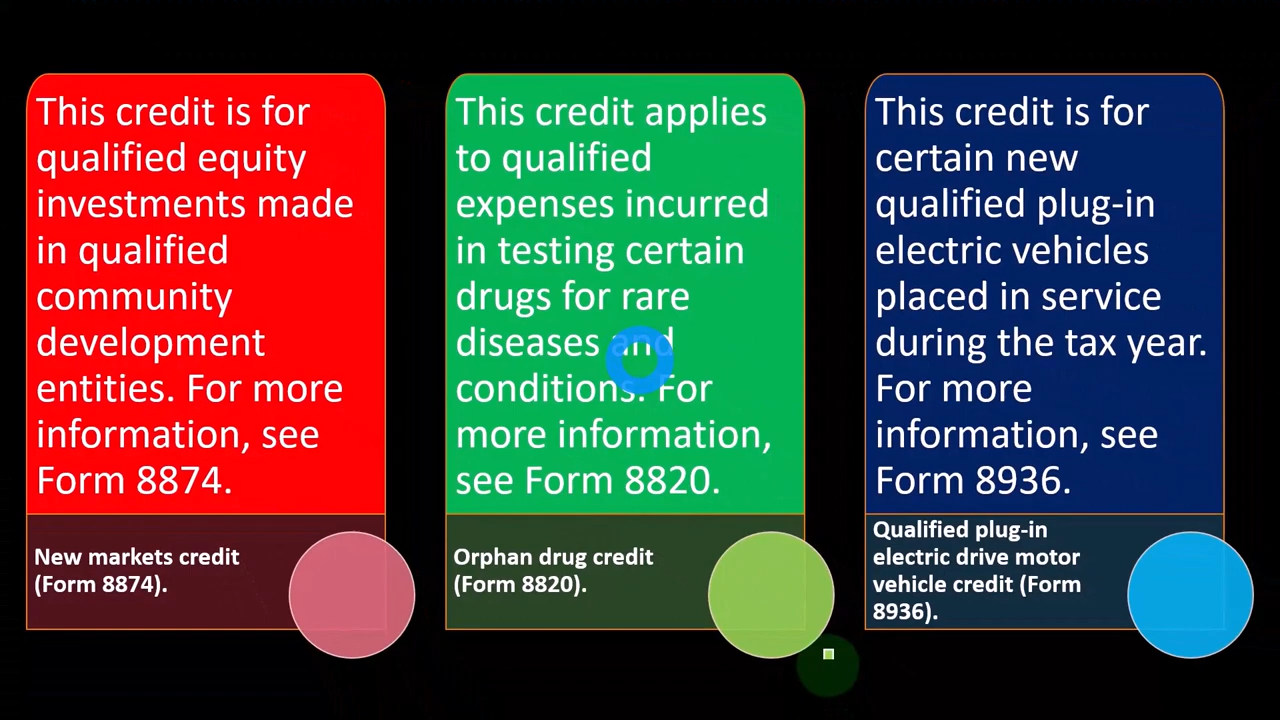 This credit is for
qualified equity
investments made
in qualified
community
development
entities. For more
information, see
Form 8874.
New markets credit
(Form 8874).
This credit applies
to qualified
expenses incurred
in testing certain
drugs for rare
diseases and
conditions. For
more information,
see Form 8820.
Orphan drug credit
(Form 8820).
This credit is for
certain new
qualified plug-in
electric vehicles
placed in service
during the tax year.
For more
information, see
Form 8936.
Qualified plug-in
electric drive motor
vehicle credit (Form
8936).